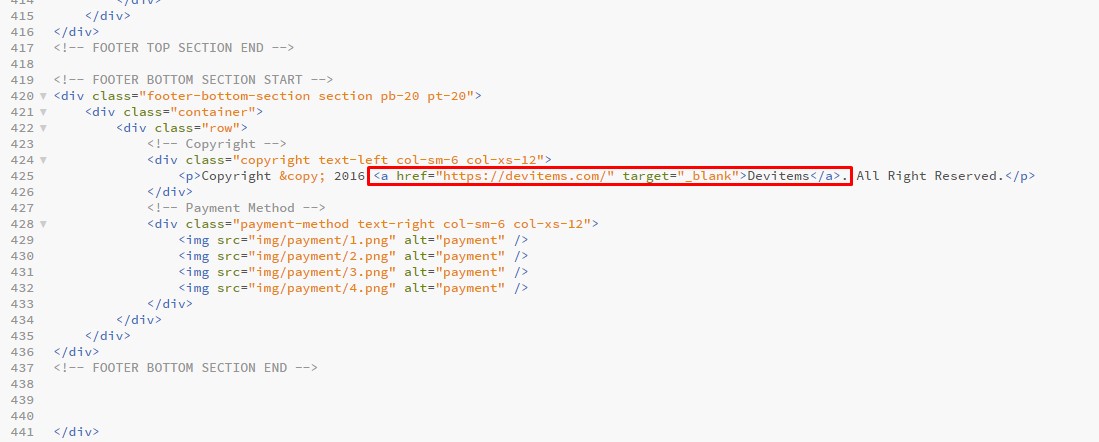 415 </div>
416 </div>
417 <!-- FOOTER TOP SECTION END -->
418
419 <!-- FOOTER BOTTOM SECTION START -->
420 <div class="footer-bottom-section section pb-20 pt-20">
421 <div class="container">
422 <div class="row">
423 <!-- Copyright -->
424 <div class="copyright text-left col-sm-6 col-xs-12">
425 <p>Copyright &copy; 2016 <a href="https://devitems.com/" target="_blank">Devitems</a>. All Right Reserved.</p>
426 </div>
427 <!-- Payment Method -->
428 <div class="payment-method text-right col-sm-6 col-xs-12">
429 <img src="img/payment/1.png" alt="payment" />
430 <img src="img/payment/2.png" alt="payment" />
431 <img src="img/payment/3.png" alt="payment" />
432 <img src="img/payment/4.png" alt="payment" />
433 </div>
434 </div>
435 </div>
436 </div>
437 <!-- FOOTER BOTTOM SECTION END -->
438
439
440
441 </div>